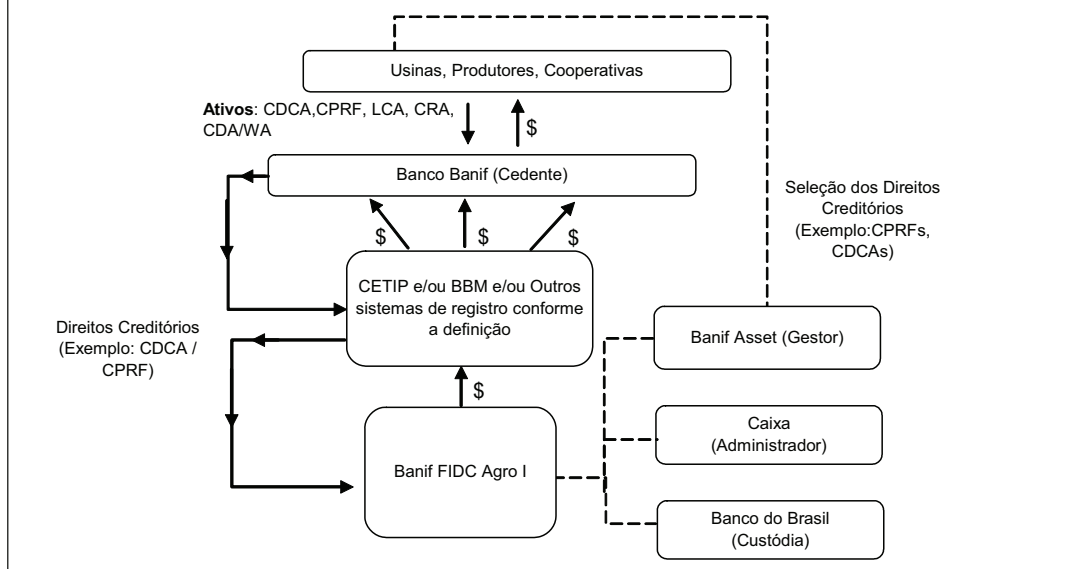 Usinas, Produtores, Cooperativas
Ativos: CDCA,CPRF, LCA, CRA,
CDA/WA
$
Banco Banif (Cedente)
Seleção dos Direitos
Creditórios
(Exemplo:CPRFs,
CDCAs)
$
$
$
CETIP e/ou BBM e/ou Outros
sistemas de registro conforme
a definição
Direitos Creditórios
(Exemplo: CDCA /
CPRF)
Banif Asset (Gestor)
$
Caixa
(Administrador)
Banif FIDC Agro I
Banco do Brasil
(Custódia)